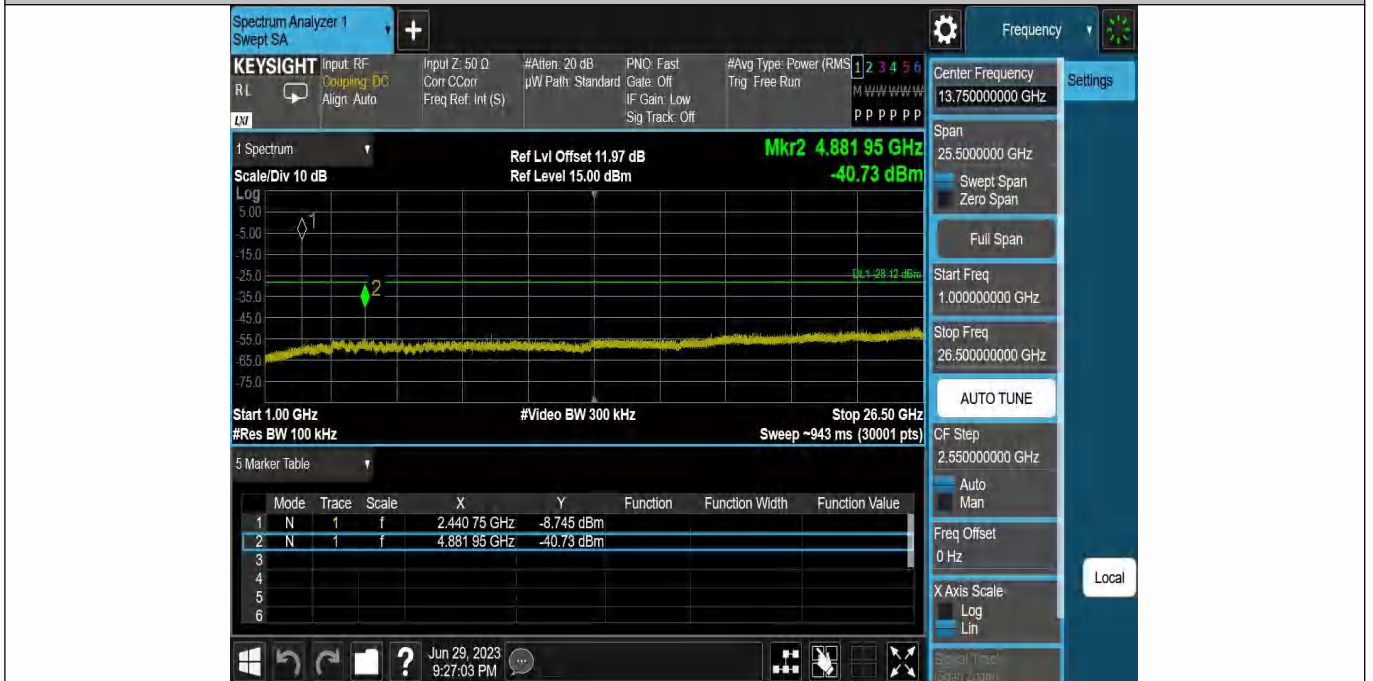 Spectrum Analyzer 1
Swept SA
+
Frequency
KEYSIGHT
RL
LXI
Input: RF
Coupling: DC
Align: Auto
Input Z: 50 Ω
Corr CCorr
Freq Ref: Int (S)
#Atten: 20 dB
µW Path: Standard
PNO: Fast
Gate: Off
IF Gain: Low
Sig Track: Off
#Avg Type: Power (RMS
Trig: Free Run
1 2 3 4 5 6
M W W W W W
P P P P P P
1 Spectrum
Scale/Div 10 dB
Ref Lvl Offset 11.97 dB
Ref Level 15.00 dBm
Mkr2 4.881 95 GHz
-40.73 dBm
Log
5.00
-5.00
-15.0
-25.0
-35.0
-45.0
-55.0
-65.0
-75.0
1
2
DL1 -28.12 dBm
Start 1.00 GHz
#Video BW 300 kHz
Stop 26.50 GHz
#Res BW 100 kHz
Sweep ~943 ms (30001 pts)
5 Marker Table
Mode Trace Scale X Y Function Function Width Function Value
1 N 1 f 2.440 75 GHz -8.745 dBm
2 N 1 f 4.881 95 GHz -40.73 dBm
3
4
5
6
Jun 29, 2023
9:27:03 PM
?
Center Frequency
13.750000000 GHz
Settings
Span
25.5000000 GHz
Swept Span
Zero Span
Full Span
Start Freq
1.000000000 GHz
Stop Freq
26.500000000 GHz
AUTO TUNE
CF Step
2.550000000 GHz
Auto
Man
Freq Offset
0 Hz
X Axis Scale
Log
Lin
Local
Signal Track
(Span Zoom)